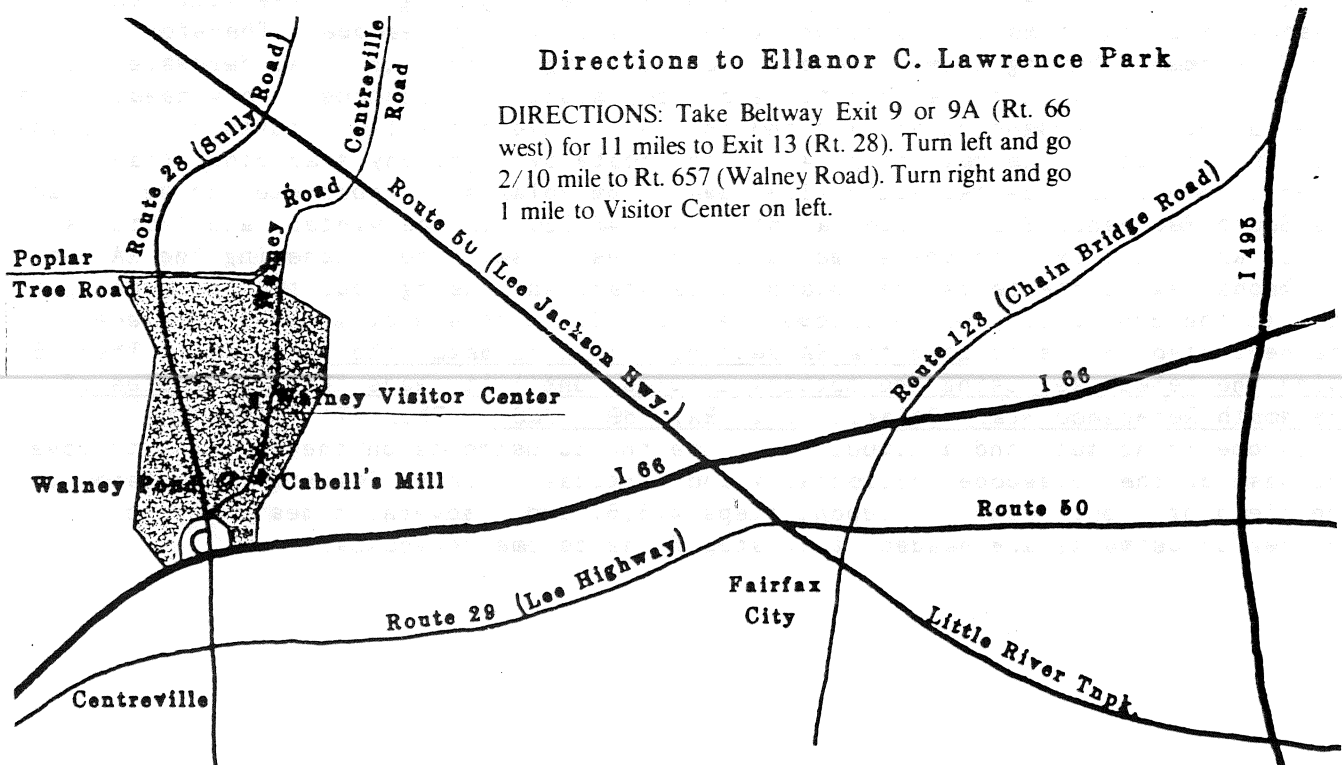 Directions to Ellanor C. Lawrence Park
DIRECTIONS: Take Beltway Exit 9 or 9A (Rt. 66
west) for 11 miles to Exit 13 (Rt. 28). Turn left and go
2/10 mile to Rt. 657 (Walney Road). Turn right and go
1 mile to Visitor Center on left.
Route 28 (Sully Road)
Centreville
Road
Walney Road
Route 50 (Lee Jackson Hwy.)
Route 123 (Chain Bridge Road)
I 495
Poplar
Tree Road
I 66
Walney Visitor Center
Walney Pond
Cabell's Mill
I 66
Route 50
Route 29 (Lee Highway)
Fairfax
City
Little River Tnpk.
Centreville